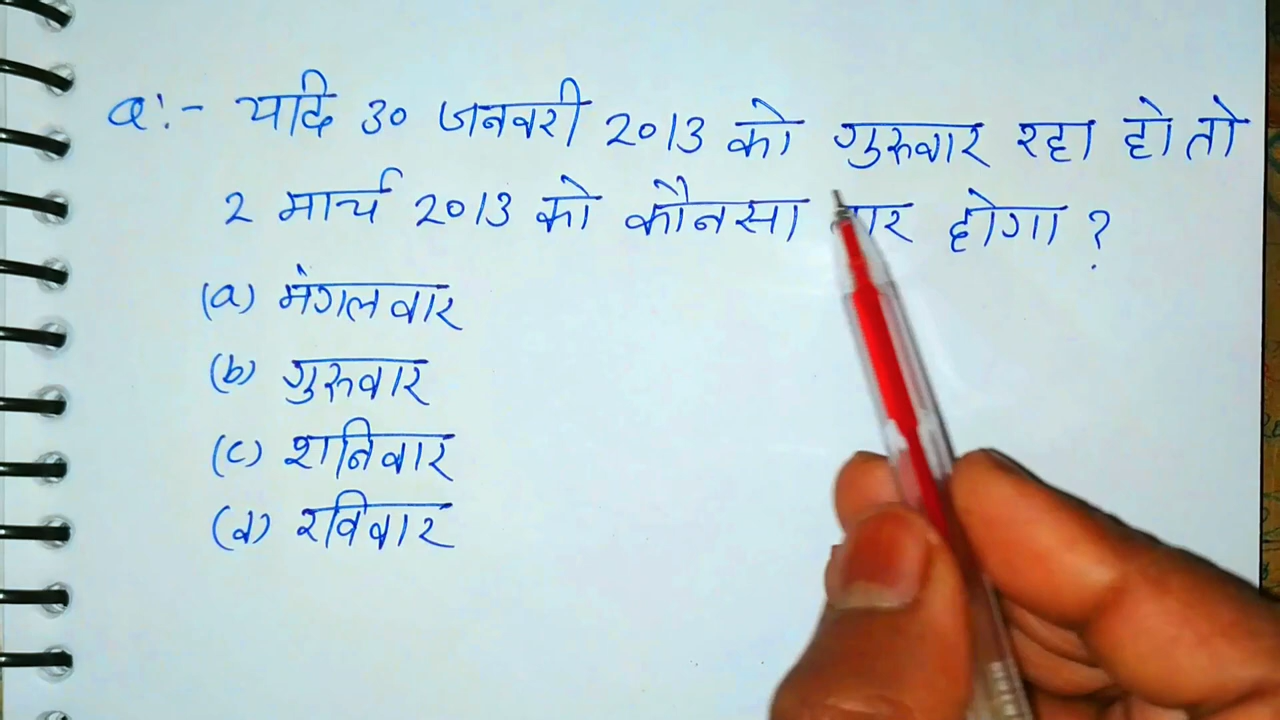 Q:- यदि 30 जनवरी 2013 को गुरुवार रहा हो तो
2 मार्च 2013 को कौनसा वार होगा ?
(a) मंगलवार
(b) गुरुवार
(c) शनिवार
(d) रविवार